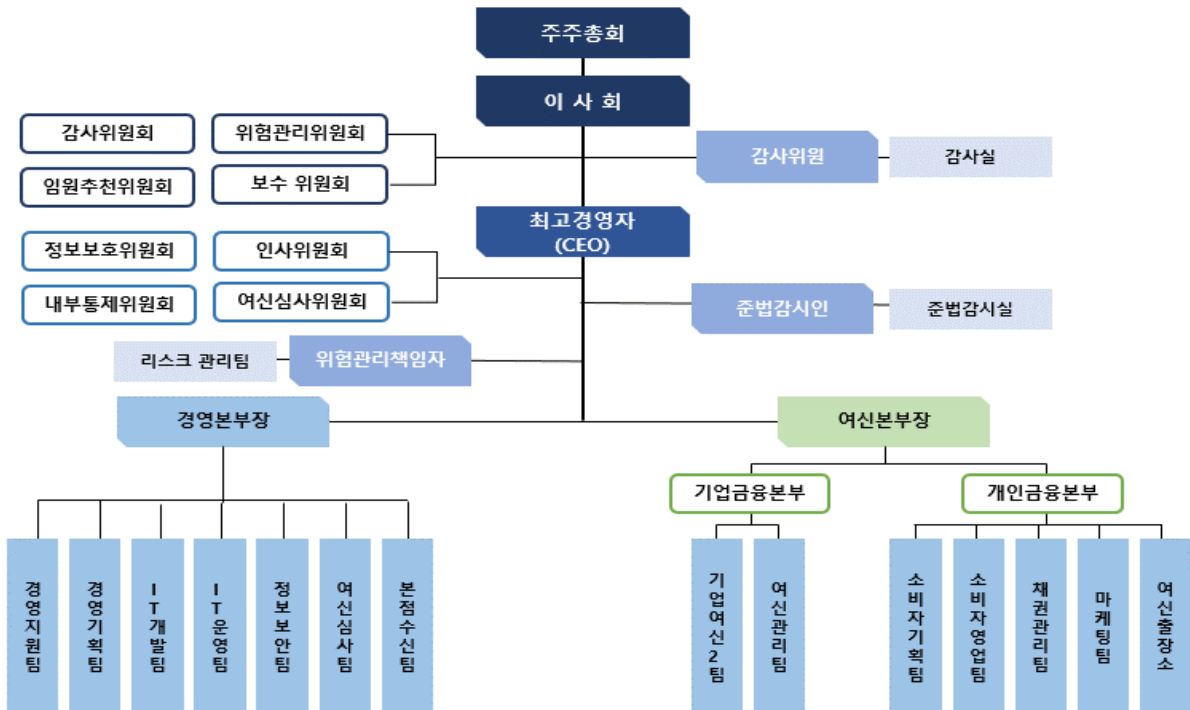 주주총회
이 사 회
감사위원회
위험관리위원회
임원추천위원회
보수 위원회
감사위원
감사실
최고경영자
(CEO)
정보보호위원회
인사위원회
내부통제위원회
여신심사위원회
준법감시인
준법감시실
리스크 관리팀
위험관리책임자
경영본부장
여신본부장
기업금융본부
개인금융본부
경영지원팀
경영기획팀
IT개발팀
IT운영팀
정보보안팀
여신심사팀
본점수신팀
기업여신2팀
여신관리팀
소비자기획팀
소비자영업팀
채권관리팀
마케팅팀
여신출장소